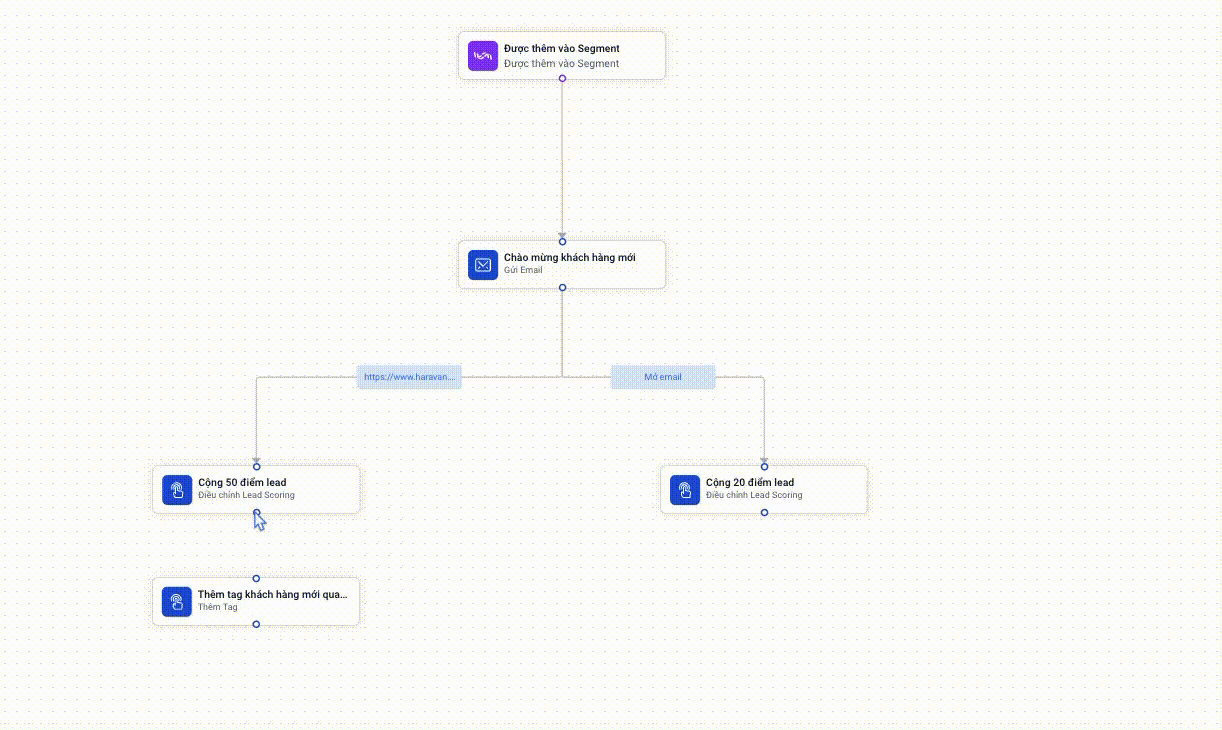 Được thêm vào Segment
Được thêm vào Segment
Chào mừng khách hàng mới
Gửi Email
https://www.haravan....
Mở email
Cộng 50 điểm lead
Điều chỉnh Lead Scoring
Cộng 20 điểm lead
Điều chỉnh Lead Scoring
Thêm tag khách hàng mới qua...
Thêm Tag